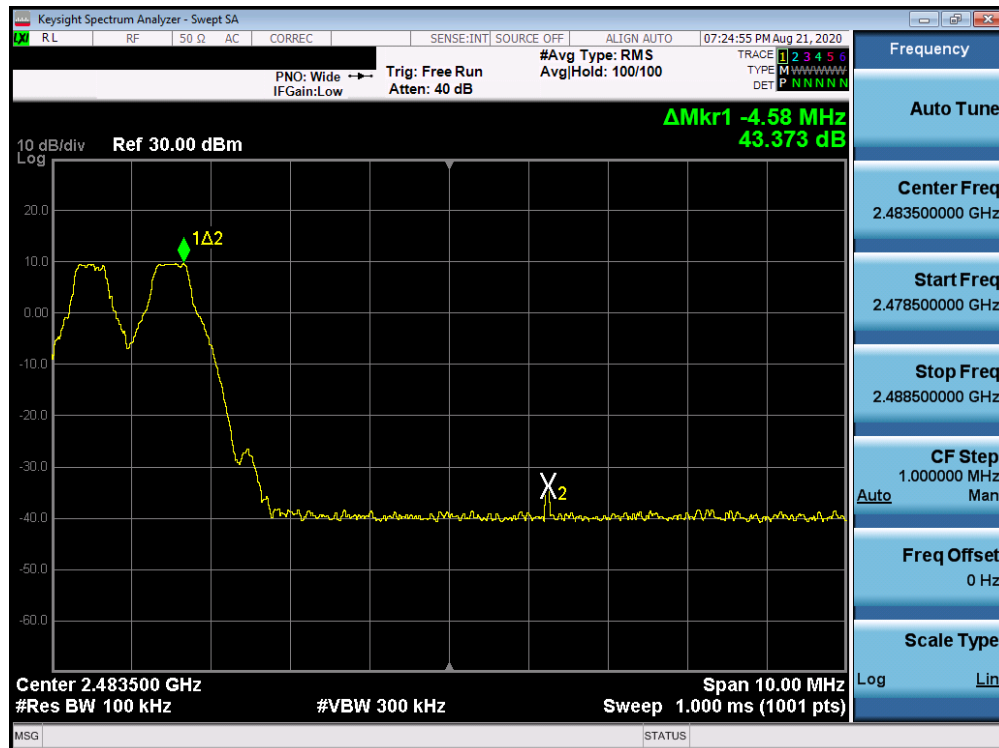 Keysight Spectrum Analyzer - Swept SA
LXI RL RF 50 Ω AC CORREC SENSE:INT SOURCE OFF ALIGN AUTO 07:24:55 PM Aug 21, 2020
PNO: Wide
IFGain:Low
Trig: Free Run
Atten: 40 dB
#Avg Type: RMS
Avg|Hold: 100/100
TRACE 1 2 3 4 5 6
TYPE M WWWWW
DET P N N N N N
ΔMkr1 -4.58 MHz
43.373 dB
10 dB/div Ref 30.00 dBm
Log
20.0
10.0
0.00
-10.0
-20.0
-30.0
-40.0
-50.0
-60.0
1Δ2
X2
Center 2.483500 GHz Span 10.00 MHz
#Res BW 100 kHz #VBW 300 kHz Sweep 1.000 ms (1001 pts)
MSG STATUS
Frequency
Auto Tune
Center Freq
2.483500000 GHz
Start Freq
2.478500000 GHz
Stop Freq
2.488500000 GHz
CF Step
1.000000 MHz
Auto Man
Freq Offset
0 Hz
Scale Type
Log Lin